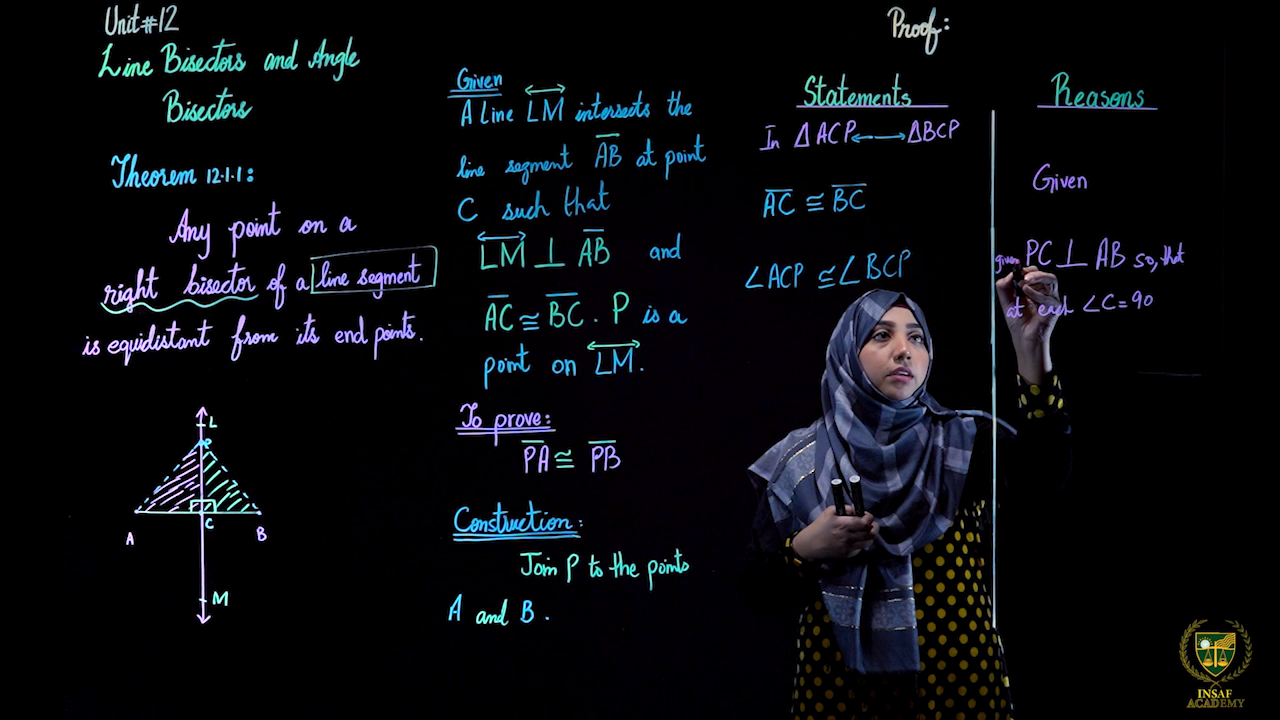 Unit#12
Line Bisectors and Angle
Bisectors
Theorem 12.1.1:
Any point on a
right bisector of a line segment
is equidistant from its end points.
L
P
C
A
B
M
Given
A line LM intersects the
line segment AB at point
C such that
LM ⊥ AB and
AC ≅ BC . P is a
point on LM.
To prove:
PA ≅ PB
Construction:
Join P to the points
A and B .
Proof:
Statements
In ΔACP ↔ ΔBCP
AC ≅ BC
∠ACP ≅ ∠BCP
Reasons
Given
given PC ⊥ AB so, that
at each ∠C = 90
INSAF
ACADEMY